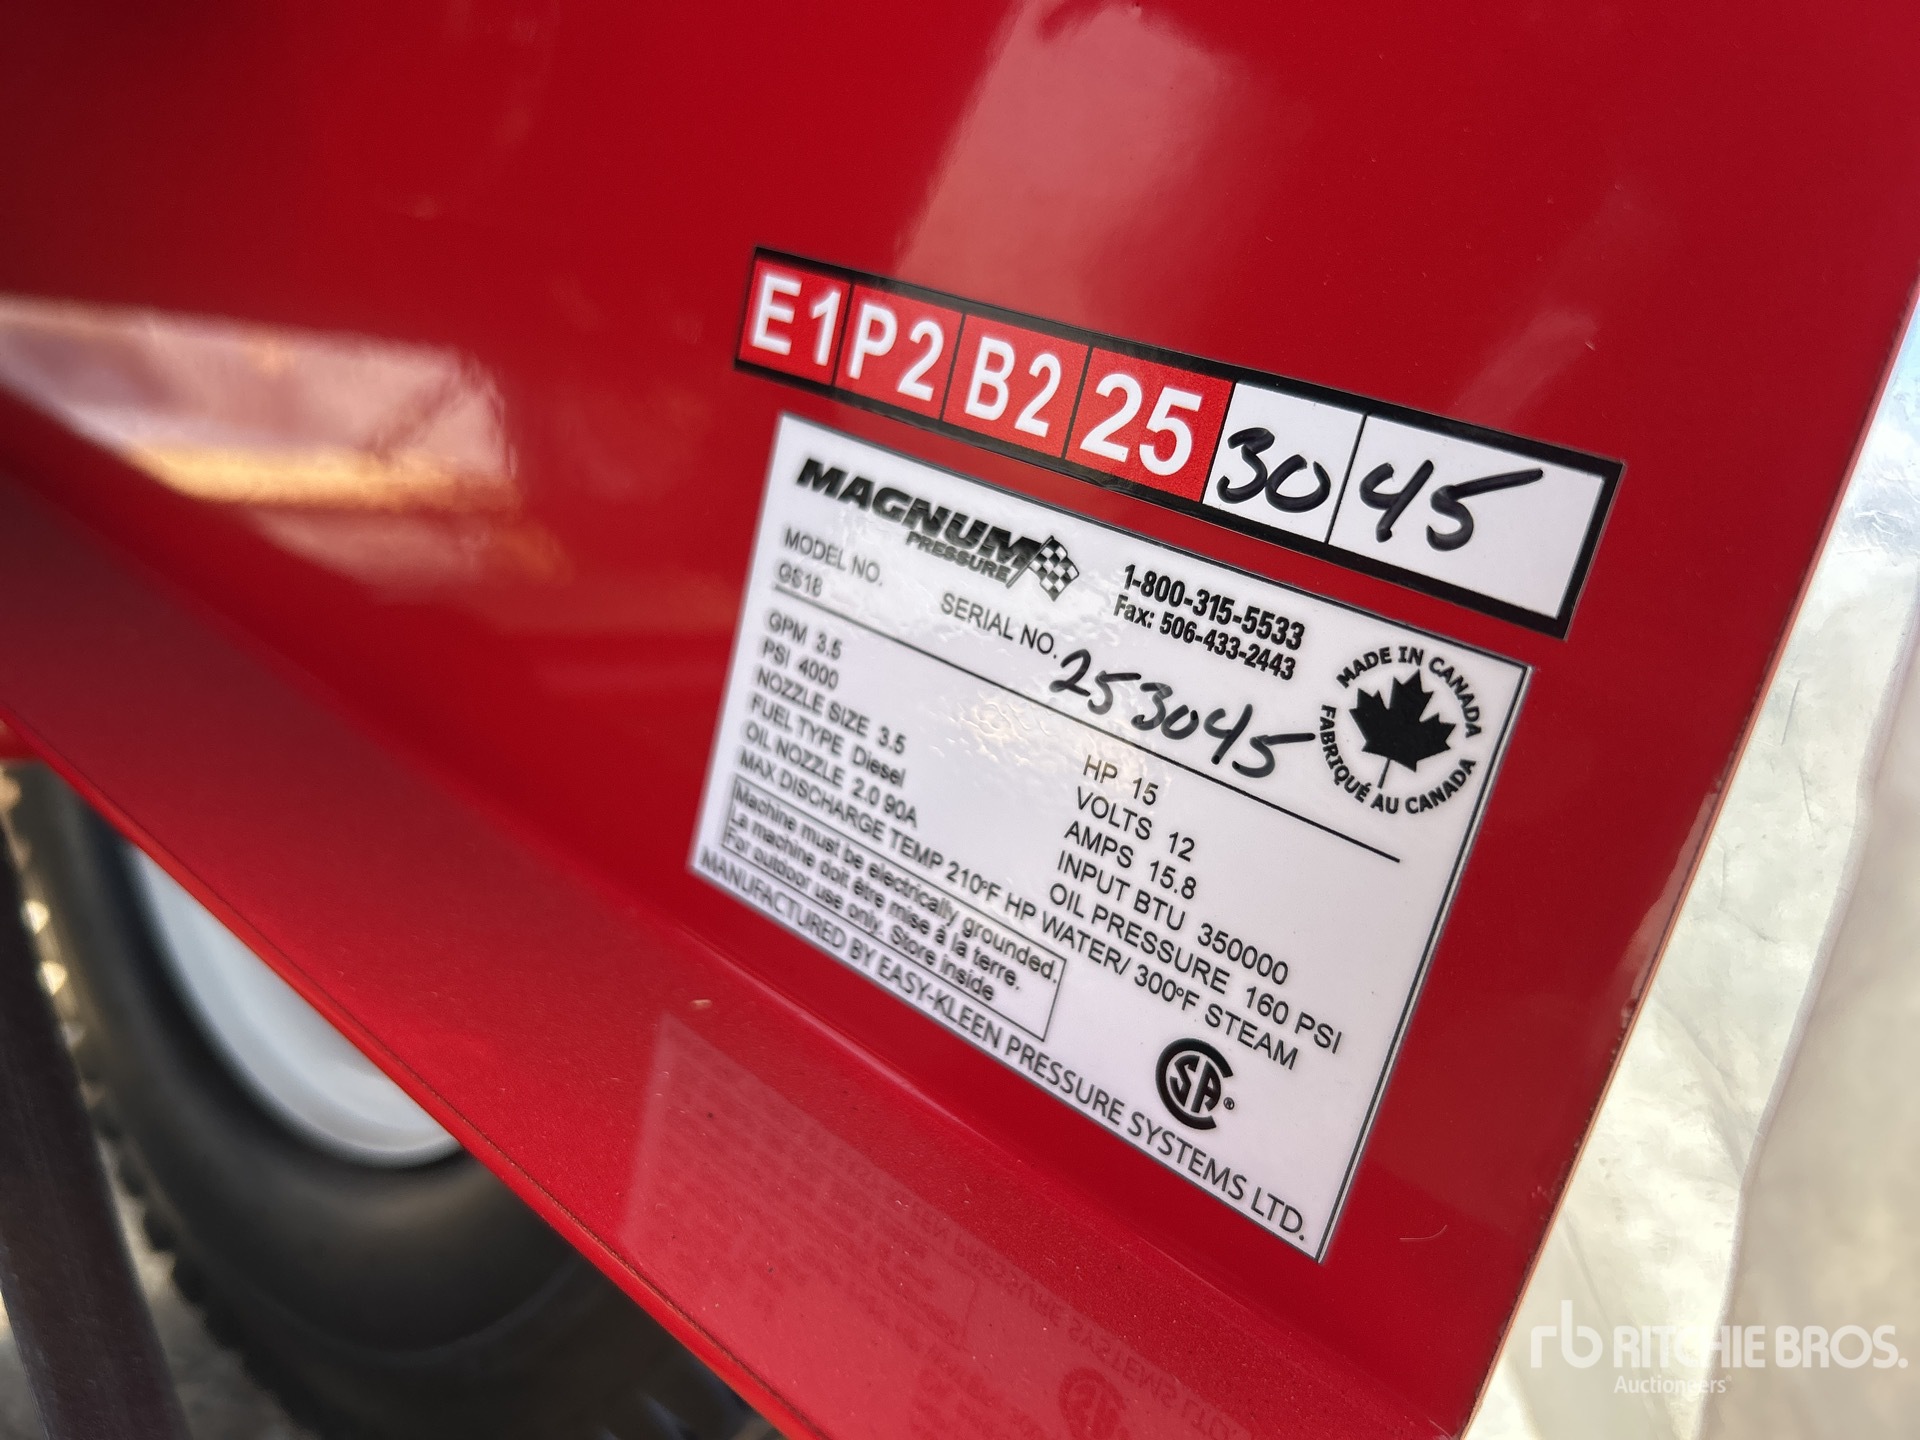 E1 P2 B2 25 30 45
MAGNUM
PRESSURE
1-800-315-5533
Fax: 506-433-2443
MODEL NO.
GS18
SERIAL NO. 253045
MADE IN CANADA
FABRIQUÉ AU CANADA
GPM 3.5
PSI 4000
NOZZLE SIZE 3.5
FUEL TYPE Diesel
OIL NOZZLE 2.0 90A
HP 15
VOLTS 12
AMPS 15.8
INPUT BTU 350000
OIL PRESSURE 160 PSI
MAX DISCHARGE TEMP 210°F HP WATER/ 300°F STEAM
Machine must be electrically grounded.
La machine doit être mise à la terre.
For outdoor use only. Store inside
CSA®
MANUFACTURED BY EASY-KLEEN PRESSURE SYSTEMS LTD.
rb RITCHIE BROS.
Auctioneers